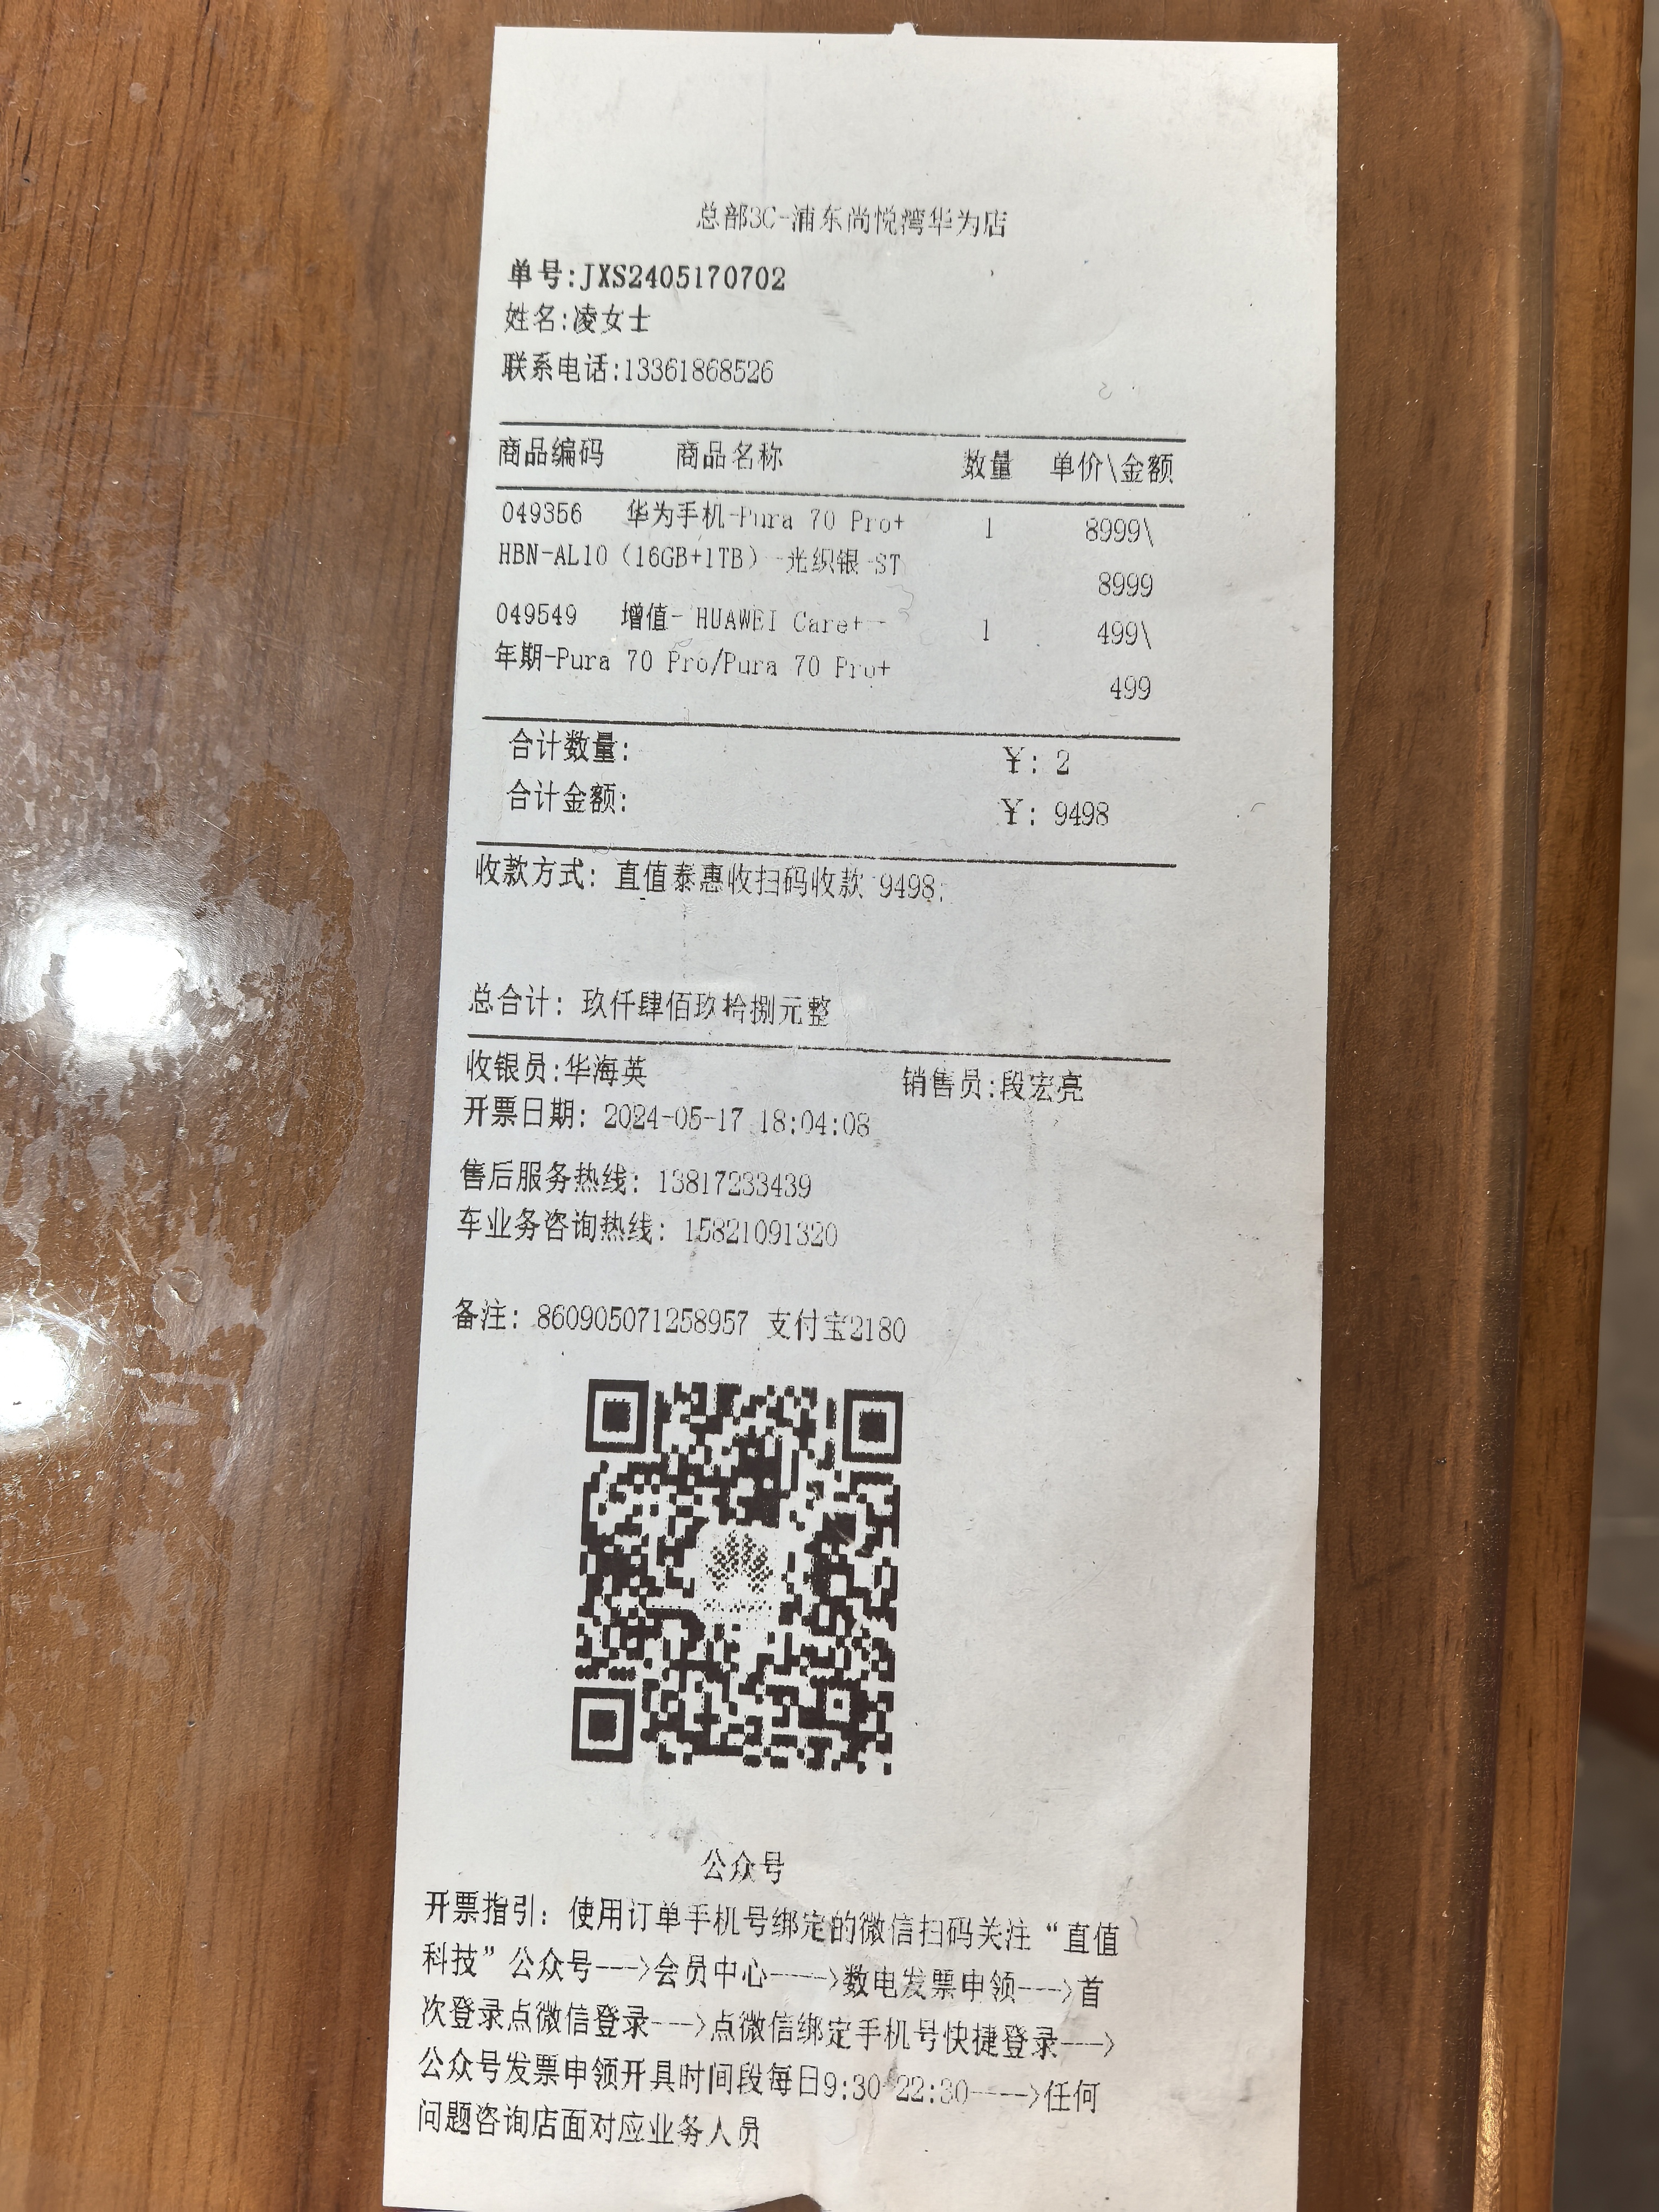 总部3C-浦东尚悦湾华为店
单号:JXS2405170702
姓名:凌女士
联系电话:13361868526
商品编码 商品名称 数量 单价\金额
049356 华为手机-Pura 70 Pro+ 1 8999\
HBN-AL10（16GB+1TB）-光织银-ST 8999
049549 增值- HUAWEI Care+ 1 499\
年期-Pura 70 Pro/Pura 70 Pro+ 499
合计数量: ¥: 2
合计金额: ¥: 9498
收款方式: 直值泰惠收扫码收款 9498;
总合计: 玖仟肆佰玖拾捌元整
收银员:华海英 销售员:段宏亮
开票日期: 2024-05-17 18:04:08
售后服务热线: 13817233439
车业务咨询热线: 15821091320
备注: 860905071258957 支付宝2180
公众号
开票指引: 使用订单手机号绑定的微信扫码关注“直值
科技”公众号--->会员中心---->数电发票申领--->首
次登录点微信登录--->点微信绑定手机号快捷登录--->
公众号发票申领开具时间段每日9:30-22:30---->任何
问题咨询店面对应业务人员